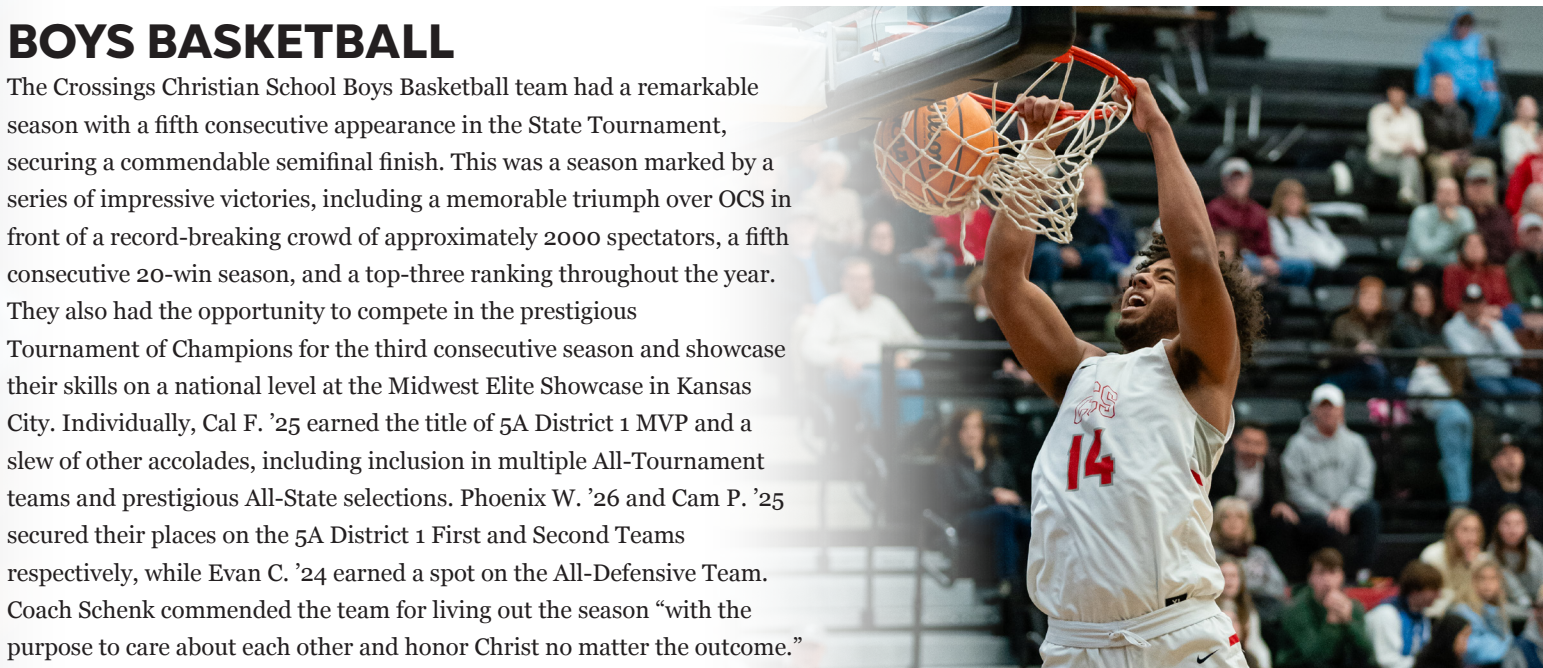 BOYS BASKETBALL
The Crossings Christian School Boys Basketball team had a remarkable
season with a fifth consecutive appearance in the State Tournament,
securing a commendable semifinal finish. This was a season marked by a
series of impressive victories, including a memorable triumph over OCS in
front of a record-breaking crowd of approximately 2000 spectators, a fifth
consecutive 20-win season, and a top-three ranking throughout the year.
They also had the opportunity to compete in the prestigious
Tournament of Champions for the third consecutive season and showcase
their skills on a national level at the Midwest Elite Showcase in Kansas
City. Individually, Cal F. ’25 earned the title of 5A District 1 MVP and a
slew of other accolades, including inclusion in multiple All-Tournament
teams and prestigious All-State selections. Phoenix W. ’26 and Cam P. ’25
secured their places on the 5A District 1 First and Second Teams
respectively, while Evan C. ’24 earned a spot on the All-Defensive Team.
Coach Schenk commended the team for living out the season “with the
purpose to care about each other and honor Christ no matter the outcome.”
CCS
14